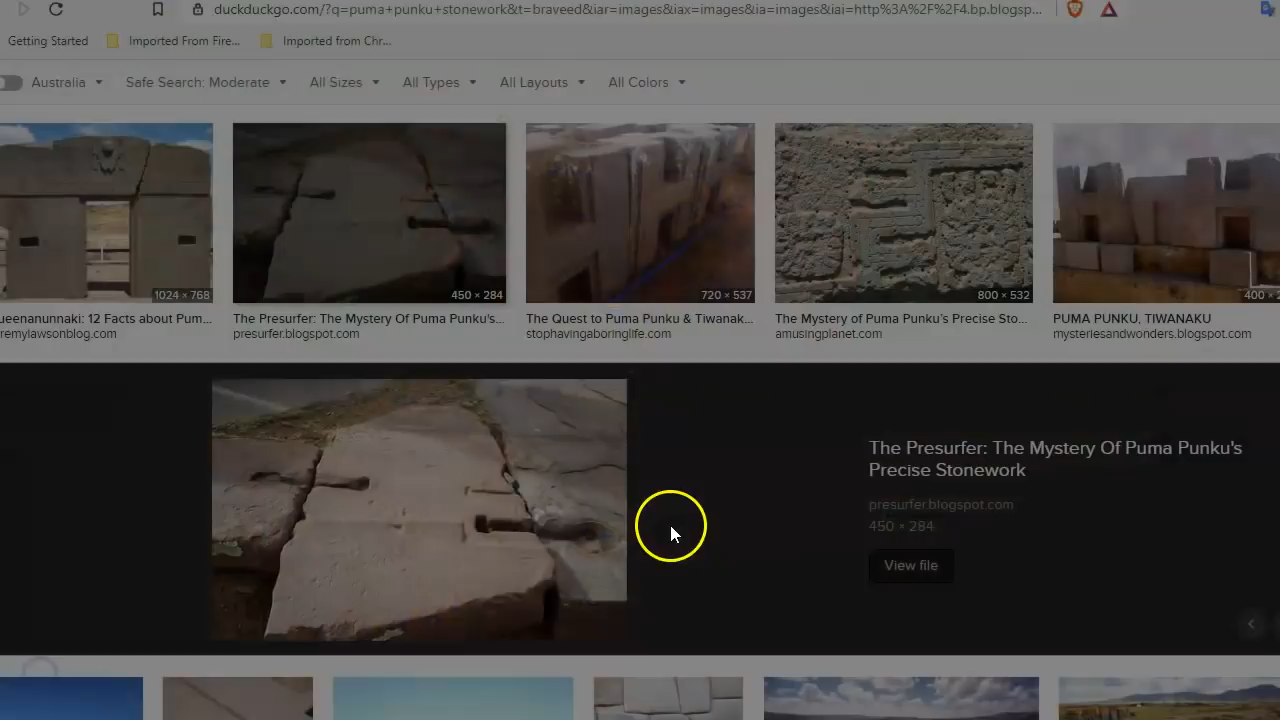 duckduckgo.com/?q=puma+punku+stonework&t=braveed&iar=images&iax=images&ia=images&iai=http%3A%2F%2F4.bp.blogsp...
Getting Started
Imported From Fire...
Imported from Chr...
Australia
Safe Search: Moderate
All Sizes
All Types
All Layouts
All Colors
1024 × 768
450 × 284
720 × 537
800 × 532
400 × 2
ueenanunnaki: 12 Facts about Pum...
The Presurfer: The Mystery Of Puma Punku's...
The Quest to Puma Punku & Tiwanak...
The Mystery of Puma Punku's Precise Sto...
PUMA PUNKU, TIWANAKU
remylawsonblog.com
presurfer.blogspot.com
stophavingaboringlife.com
amusingplanet.com
mysteriesandwonders.blogspot.com
The Presurfer: The Mystery Of Puma Punku's
Precise Stonework
presurfer.blogspot.com
450 × 284
View file